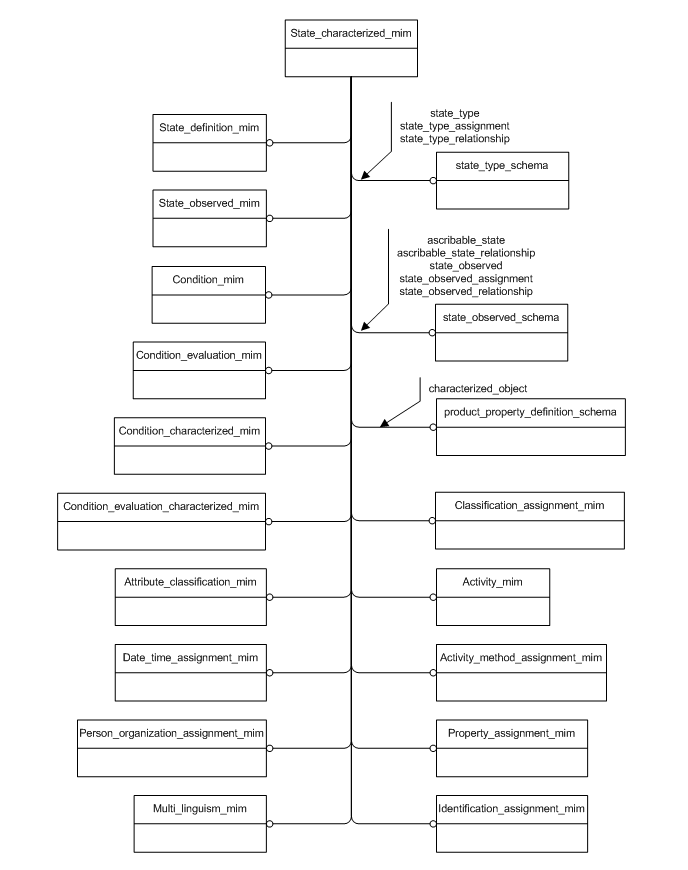 State_characterized_mim
State_definition_mim
state_type
state_type_assignment
state_type_relationship
state_type_schema
State_observed_mim
ascribable_state
ascribable_state_relationship
state_observed
state_observed_assignment
state_observed_relationship
Condition_mim
state_observed_schema
Condition_evaluation_mim
characterized_object
product_property_definition_schema
Condition_characterized_mim
Condition_evaluation_characterized_mim
Classification_assignment_mim
Attribute_classification_mim
Activity_mim
Date_time_assignment_mim
Activity_method_assignment_mim
Person_organization_assignment_mim
Property_assignment_mim
Multi_linguism_mim
Identification_assignment_mim